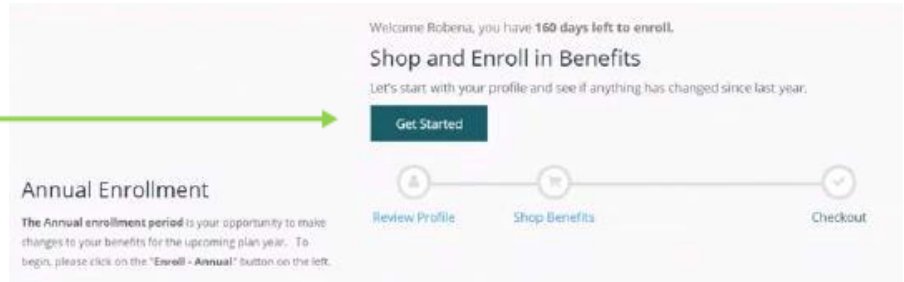 Welcome Robena, you have 160 days left to enroll.
Shop and Enroll in Benefits
Let's start with your profile and see if anything has changed since last year.
Get Started
Review Profile
Shop Benefits
Checkout
Annual Enrollment
The Annual enrollment period is your opportunity to make
changes to your benefits for the upcoming plan year. To
begin, please click on the "Enroll - Annual" button on the left.